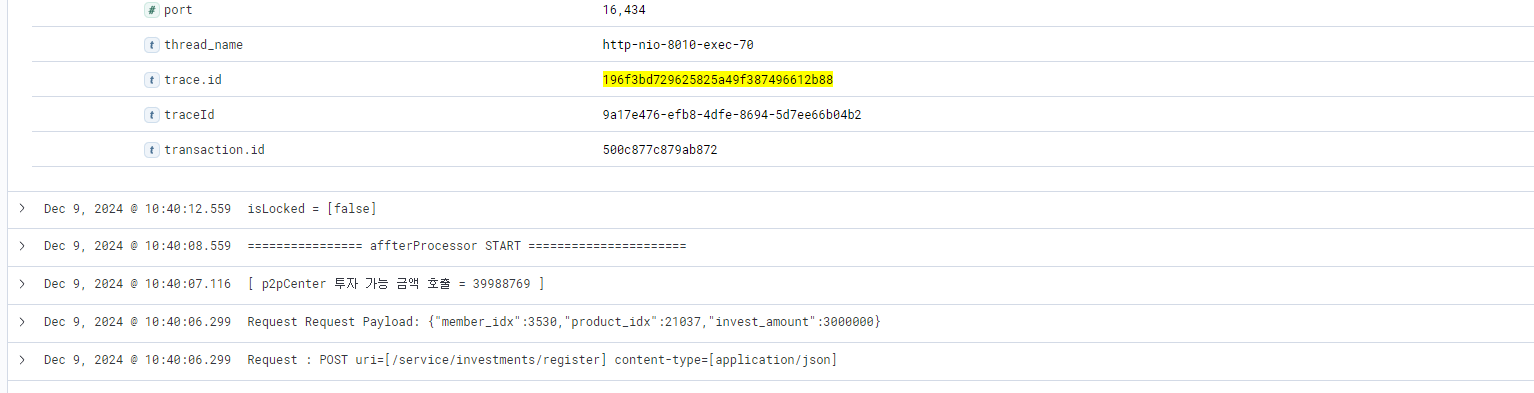 # port 16,434
t thread_name http-nio-8010-exec-70
t trace.id 196f3bd729625825a49f387496612b88
t traceId 9a17e476-efb8-4dfe-8694-5d7ee66b04b2
t transaction.id 500c877c879ab872
> Dec 9, 2024 @ 10:40:12.559 isLocked = [false]
> Dec 9, 2024 @ 10:40:08.559 ================ affterProcessor START ======================
> Dec 9, 2024 @ 10:40:07.116 [ p2pCenter 투자 가능 금액 호출 = 39988769 ]
> Dec 9, 2024 @ 10:40:06.299 Request Request Payload: {"member_idx":3530,"product_idx":21037,"invest_amount":3000000}
> Dec 9, 2024 @ 10:40:06.299 Request : POST uri=[/service/investments/register] content-type=[application/json]